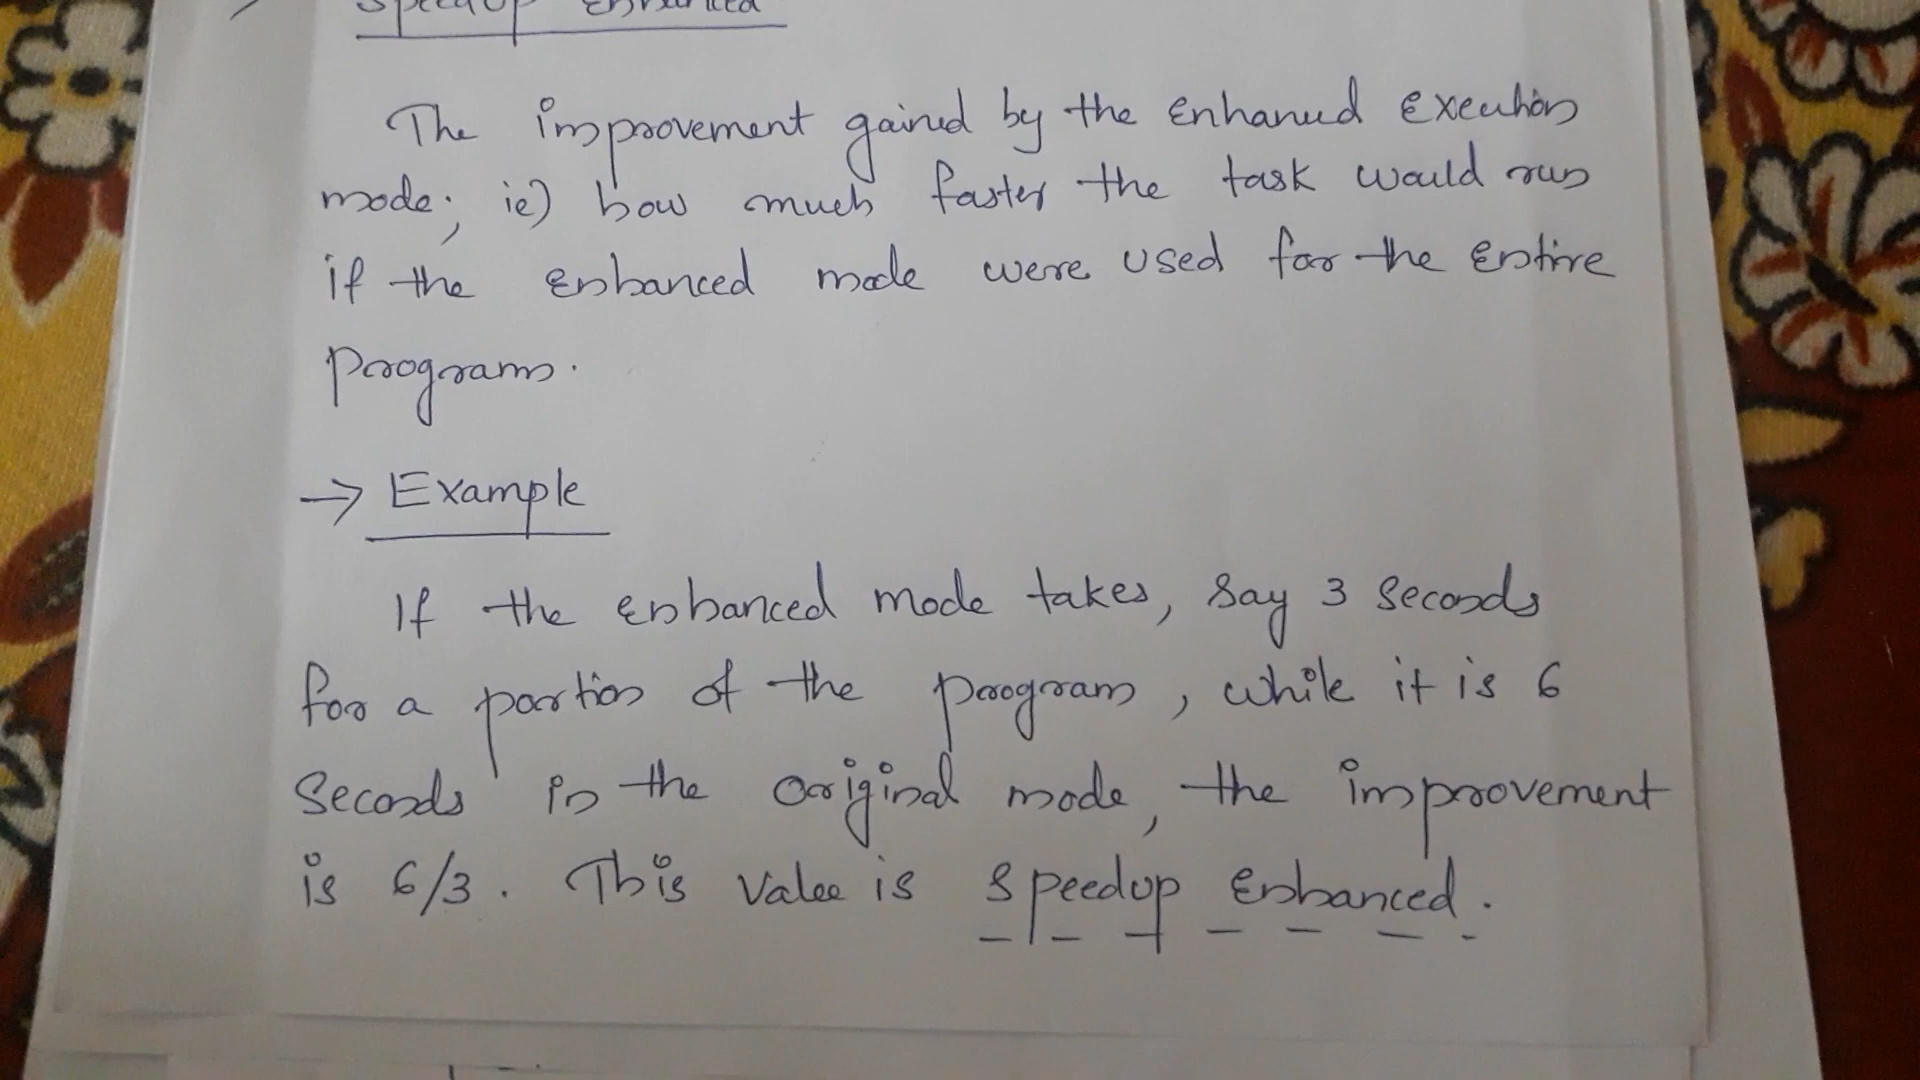 Speedup Enhanced
The improvement gained by the enhanced execution
mode; ie) how much faster the task would run
if the enhanced mode were used for the entire
program.
→ Example
If the enhanced mode takes, say 3 seconds
for a portion of the program, while it is 6
seconds in the original mode, the improvement
is 6/3. This value is speedup enhanced.